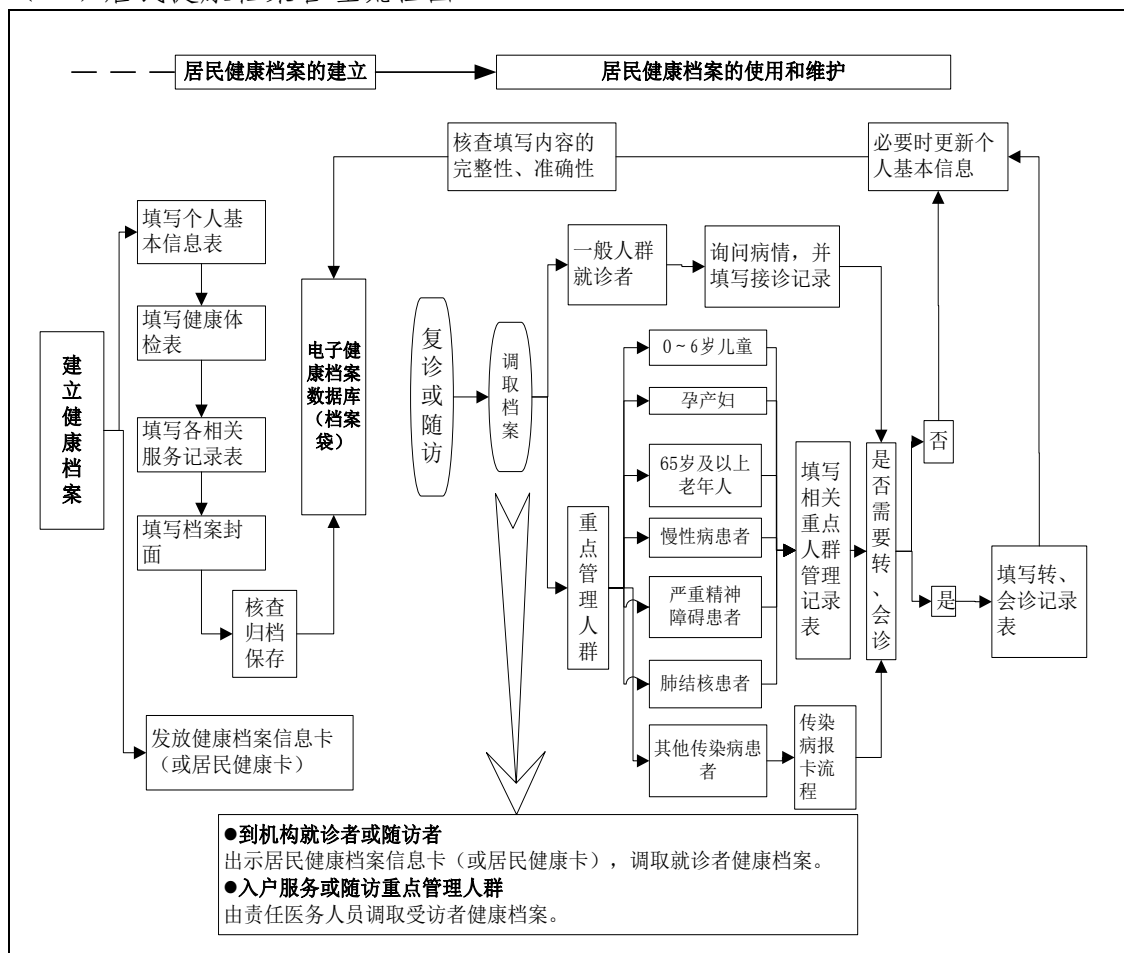 居民健康档案的建立
居民健康档案的使用和维护
核查填写内容的
完整性、准确性
必要时更新个
人基本信息
填写个人基
本信息表
填写健康体
检表
填写各相关
服务记录表
填写档案封
面
核查
归档
保存
建立健康档案
发放健康档案信息卡
（或居民健康卡）
电子健
康档案
数据库
（档案
袋）
复诊或随访
调取档案
一般人群
就诊者
询问病情，并
填写接诊记录
重点管理人群
0～6岁儿童
孕产妇
65岁及以上
老年人
慢性病患者
严重精神
障碍患者
肺结核患者
其他传染病患
者
填写
相关
重点
人群
管理
记录
表
传染
病报
卡流
程
是否需要转、会诊
否
是
填写转、
会诊记录
表
●到机构就诊者或随访者
出示居民健康档案信息卡（或居民健康卡），调取就诊者健康档案。
●入户服务或随访重点管理人群
由责任医务人员调取受访者健康档案。